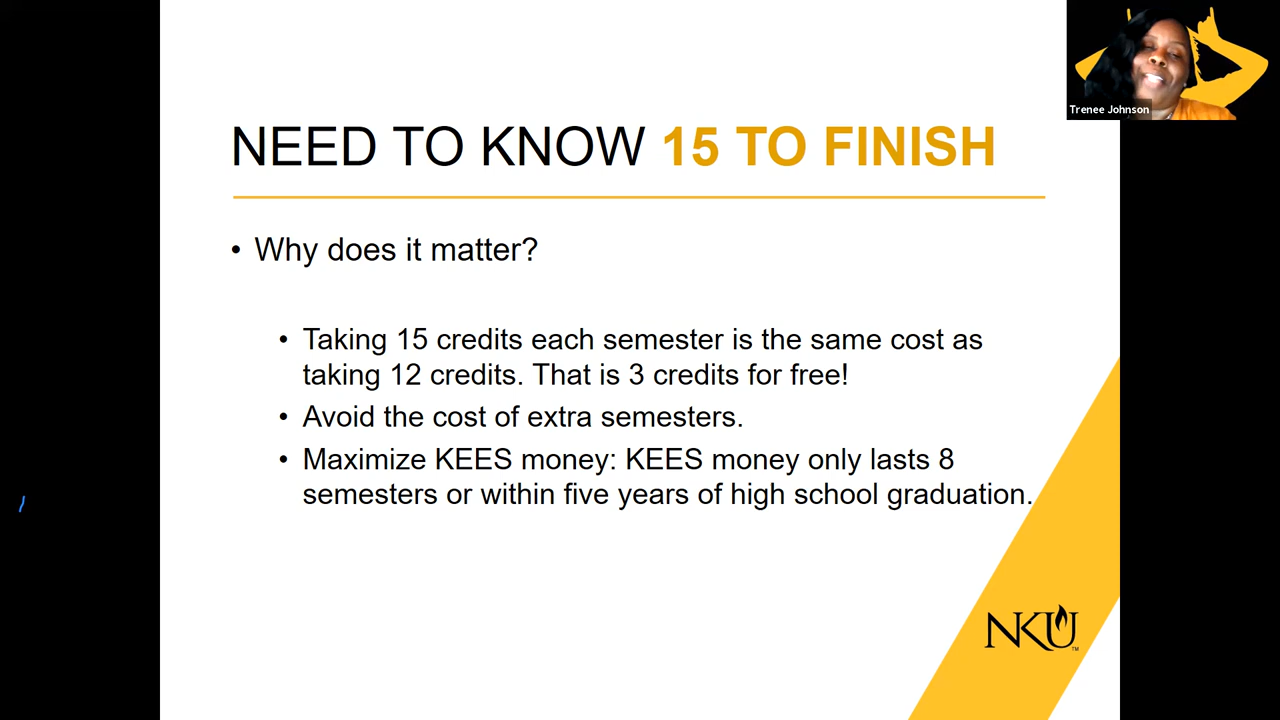 Trenee Johnson
NEED TO KNOW 15 TO FINISH
• Why does it matter?
• Taking 15 credits each semester is the same cost as
taking 12 credits. That is 3 credits for free!
• Avoid the cost of extra semesters.
• Maximize KEES money: KEES money only lasts 8
semesters or within five years of high school graduation.
NKU
TM